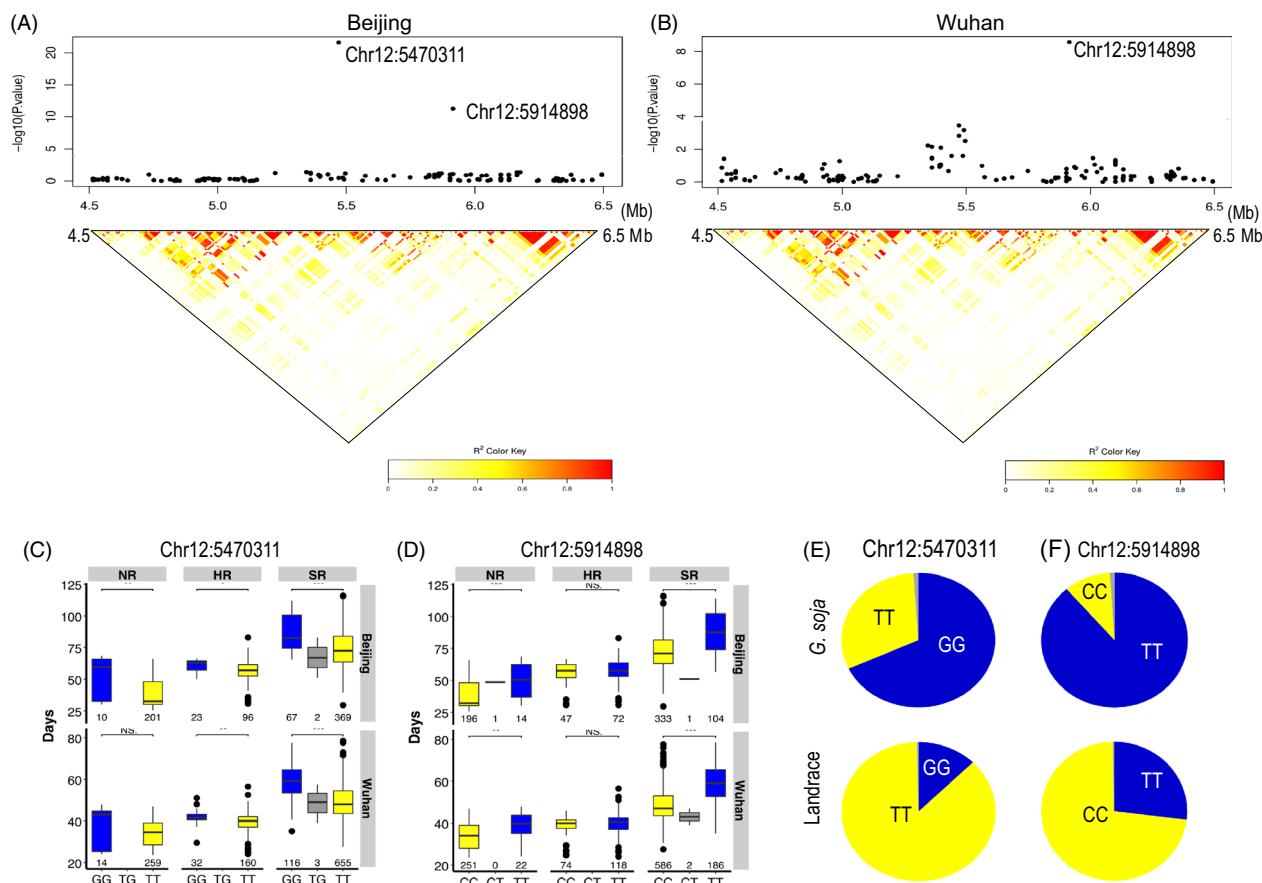 (A) Beijing
−log10(P.value)
20
15
10
5
0
Chr12:5470311
Chr12:5914898
4.5 5.0 5.5 6.0 6.5
(Mb)
4.5 6.5 Mb
R² Color Key
0 0.2 0.4 0.6 0.8 1
(B) Wuhan
−log10(P.value)
8
6
4
2
0
Chr12:5914898
4.5 5.0 5.5 6.0 6.5
(Mb)
4.5 6.5 Mb
R² Color Key
0 0.2 0.4 0.6 0.8 1
(C) Chr12:5470311
NR HR SR
Days
125
100
75
50
25
10 201 23 96 67 2 369
Beijing
80
60
40
20
NS.
14 259 32 160 116 3 655
Wuhan
GG TG TT GG TG TT GG TG TT
(D) Chr12:5914898
NR HR SR
Days
125
100
75
50
25
NS.
196 1 14 47 72 333 1 104
Beijing
80
60
40
20
NS.
251 0 22 74 118 586 2 186
Wuhan
CC CT TT CC CT TT CC CT TT
(E) Chr12:5470311
G. soja
TT
GG
Landrace
GG
TT
(F) Chr12:5914898
CC
TT
TT
CC